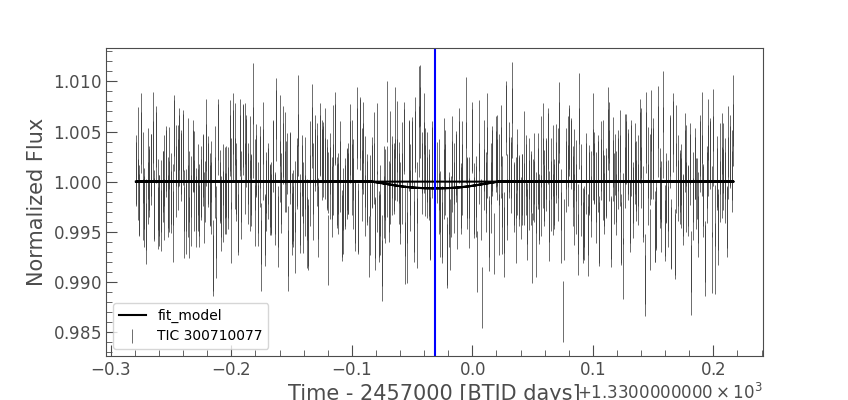 Normalized Flux
1.010
1.005
1.000
0.995
0.990
0.985
fit_model
TIC 300710077
−0.3 −0.2 −0.1 0.0 0.1 0.2
Time - 2457000 [BTJD days]
+1.3300000000 × 10³